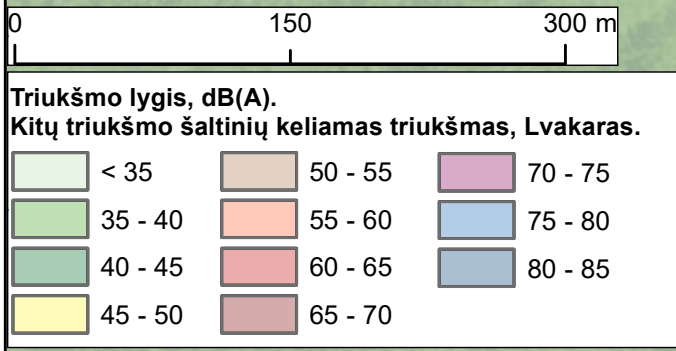 0 150 300 m
Triukšmo lygis, dB(A).
Kitų triukšmo šaltinių keliamas triukšmas, Lvakaras.
< 35 50 - 55 70 - 75
35 - 40 55 - 60 75 - 80
40 - 45 60 - 65 80 - 85
45 - 50 65 - 70